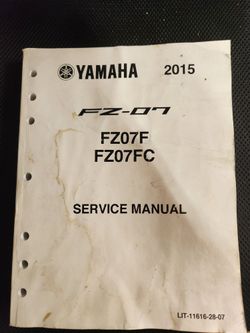 YAMAHA 2015
FZ-07
FZ07F
FZ07FC
SERVICE MANUAL
LIT-11616-28-07